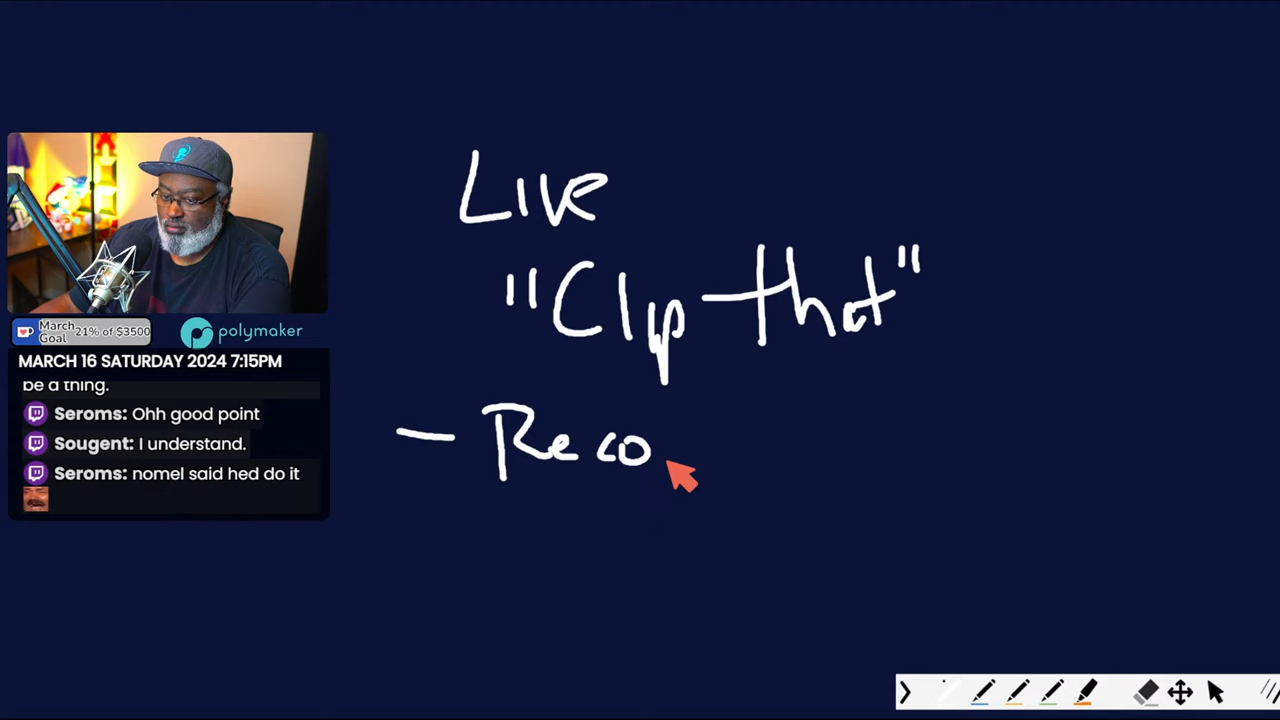 Live
"Clip that"
– Reco
March
Goal
21% of $3500
polymaker
MARCH 16 SATURDAY 2024 7:15PM
be a thing.
Seroms: Ohh good point
Sougent: I understand.
Seroms: nomel said hed do it